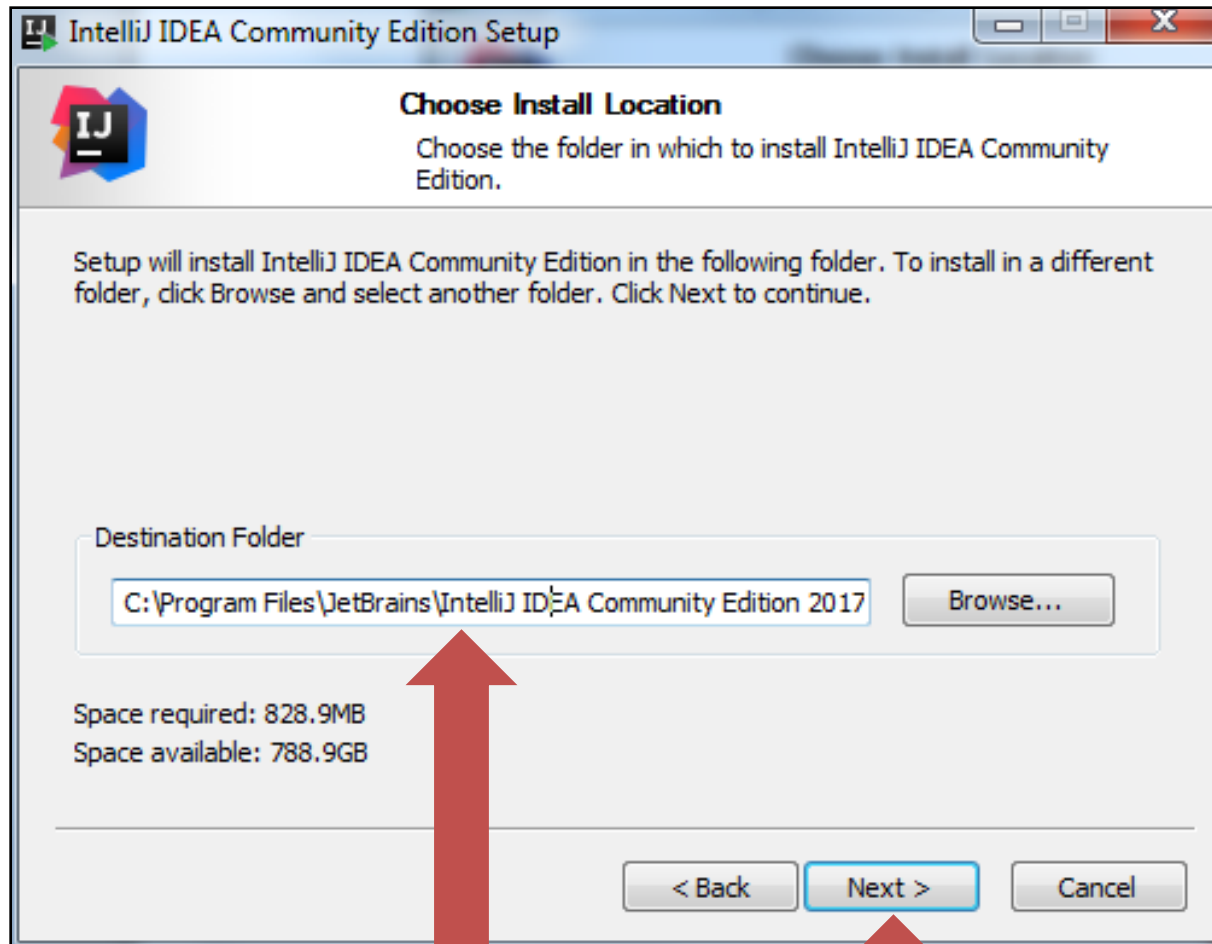 IntelliJ IDEA Community Edition Setup
IJ
Choose Install Location
Choose the folder in which to install IntelliJ IDEA Community
Edition.
Setup will install IntelliJ IDEA Community Edition in the following folder. To install in a different
folder, click Browse and select another folder. Click Next to continue.
Destination Folder
C:\Program Files\JetBrains\IntelliJ IDEA Community Edition 2017
Browse...
Space required: 828.9MB
Space available: 788.9GB
< Back
Next >
Cancel